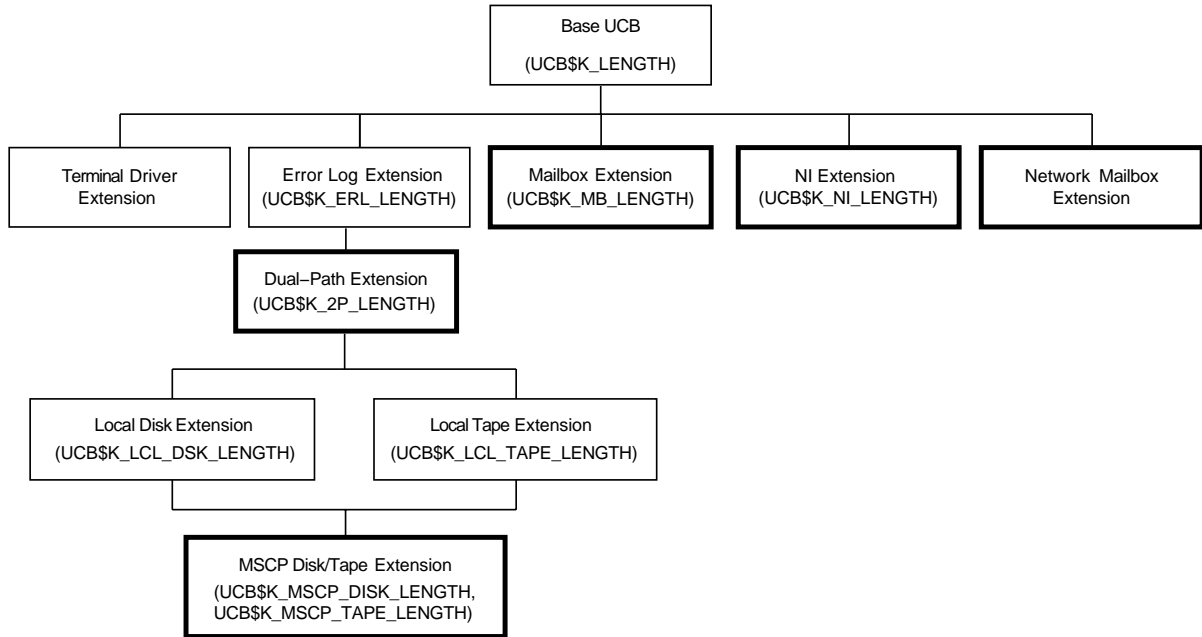 Base UCB
(UCB$K_LENGTH)
Terminal Driver
Extension
Error Log Extension
(UCB$K_ERL_LENGTH)
Mailbox Extension
(UCB$K_MB_LENGTH)
NI Extension
(UCB$K_NI_LENGTH)
Network Mailbox
Extension
Dual–Path Extension
(UCB$K_2P_LENGTH)
Local Disk Extension
(UCB$K_LCL_DSK_LENGTH)
Local Tape Extension
(UCB$K_LCL_TAPE_LENGTH)
MSCP Disk/Tape Extension
(UCB$K_MSCP_DISK_LENGTH,
UCB$K_MSCP_TAPE_LENGTH)